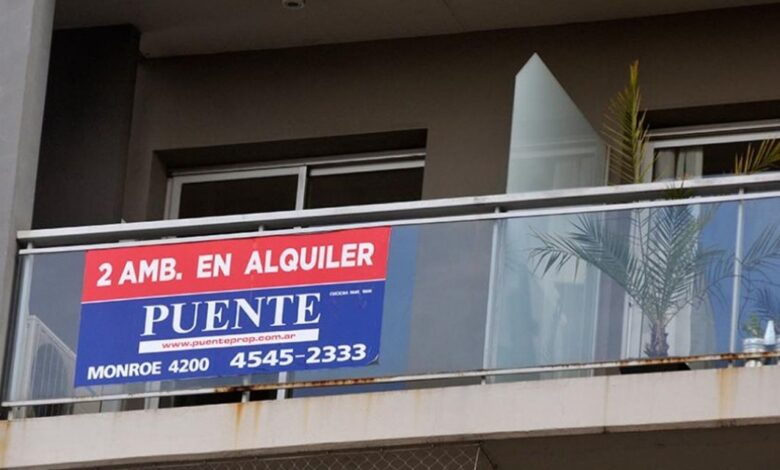 2 AMB. EN ALQUILER
PUENTE
www.puenteprop.com.ar
MONROE 4200 4545-2333